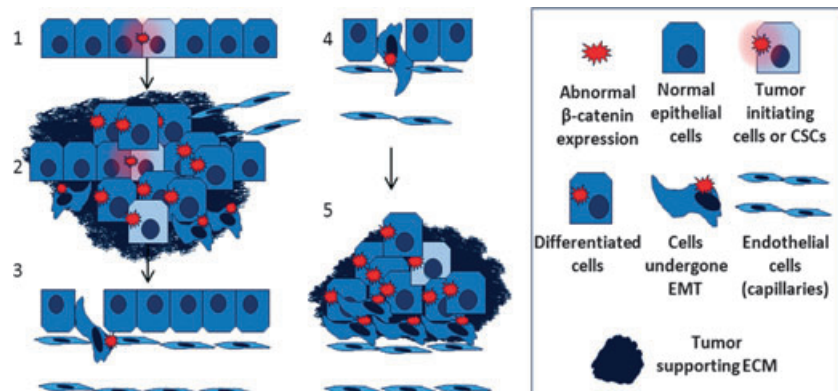 1
2
3
4
5
Abnormal
β-catenin
expression
Normal
epithelial
cells
Tumor
initiating
cells or CSCs
Differentiated
cells
Cells
undergone
EMT
Endothelial
cells
(capillaries)
Tumor
supporting ECM